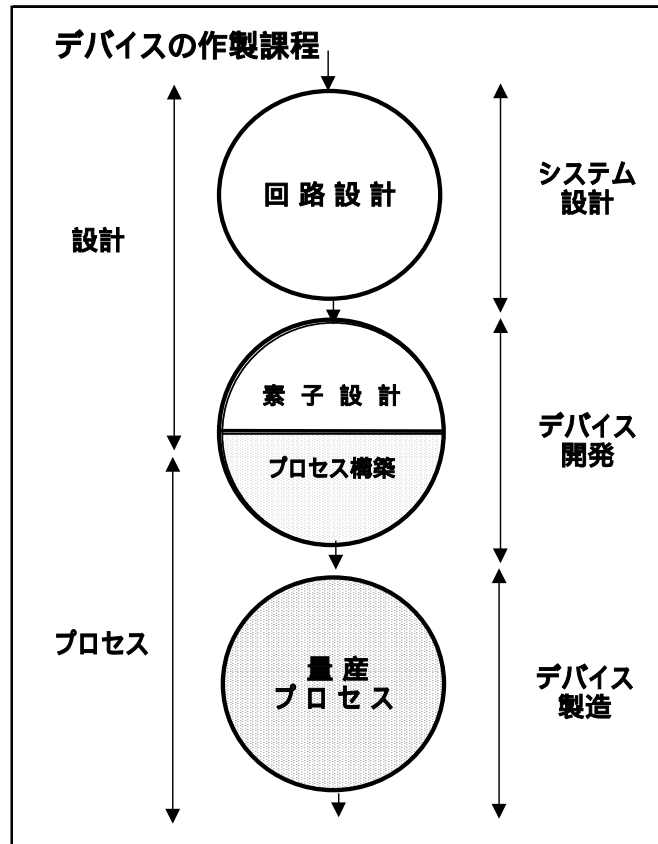 デバイスの作製課程
回路設計
システム
設計
設計
素子設計
プロセス構築
デバイス
開発
プロセス
量産
プロセス
デバイス
製造